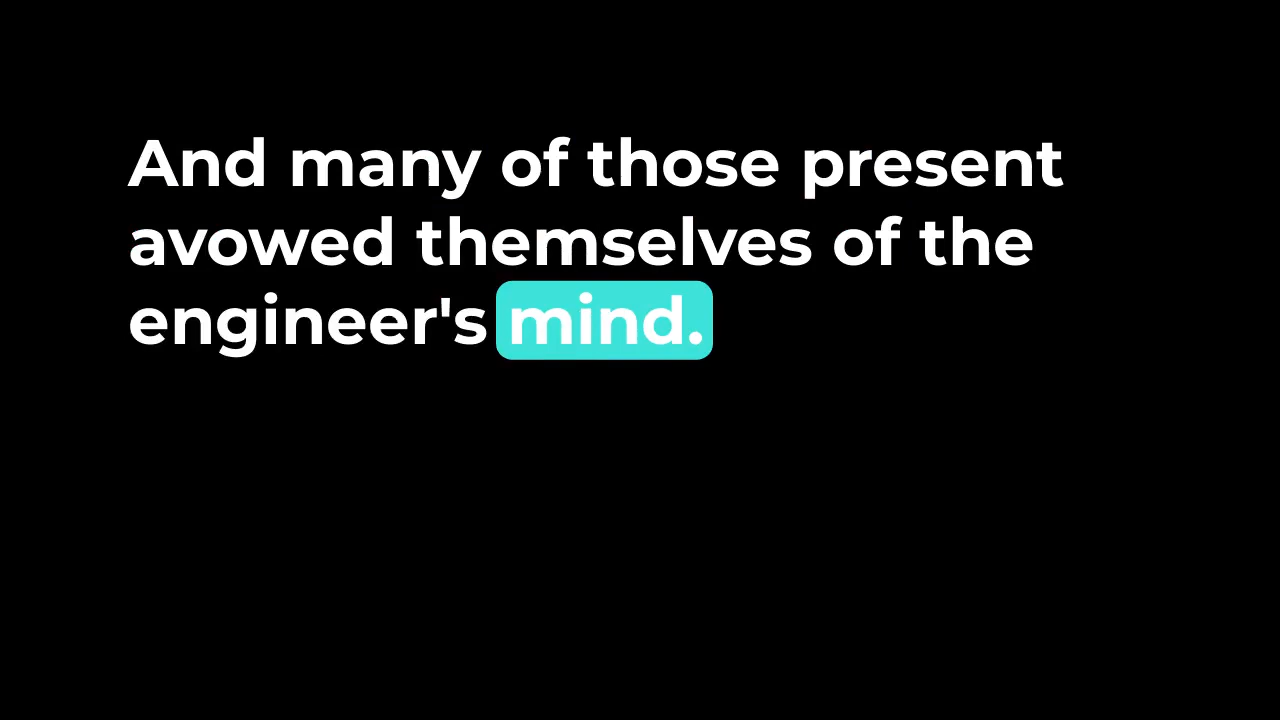 And many of those present
avowed themselves of the
engineer's mind.